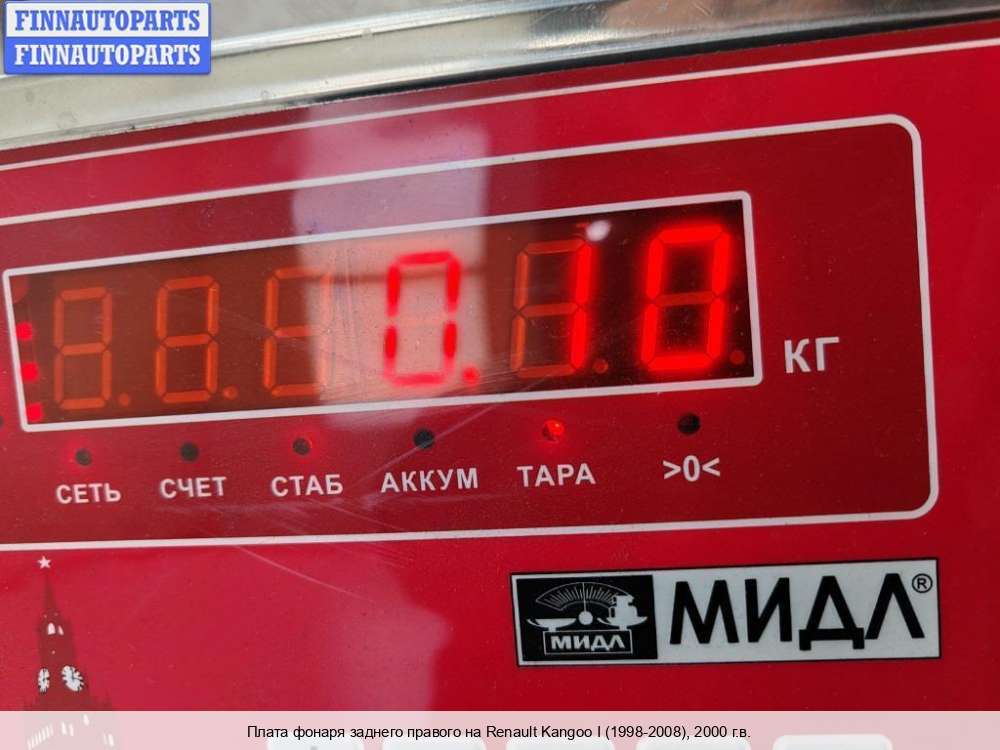 FINNAUTOPARTS
FINNAUTOPARTS
0.10
КГ
СЕТЬ СЧЕТ СТАБ АККУМ ТАРА >0<
МИДЛ МИДЛ®
Плата фонаря заднего правого на Renault Kangoo I (1998-2008), 2000 г.в.